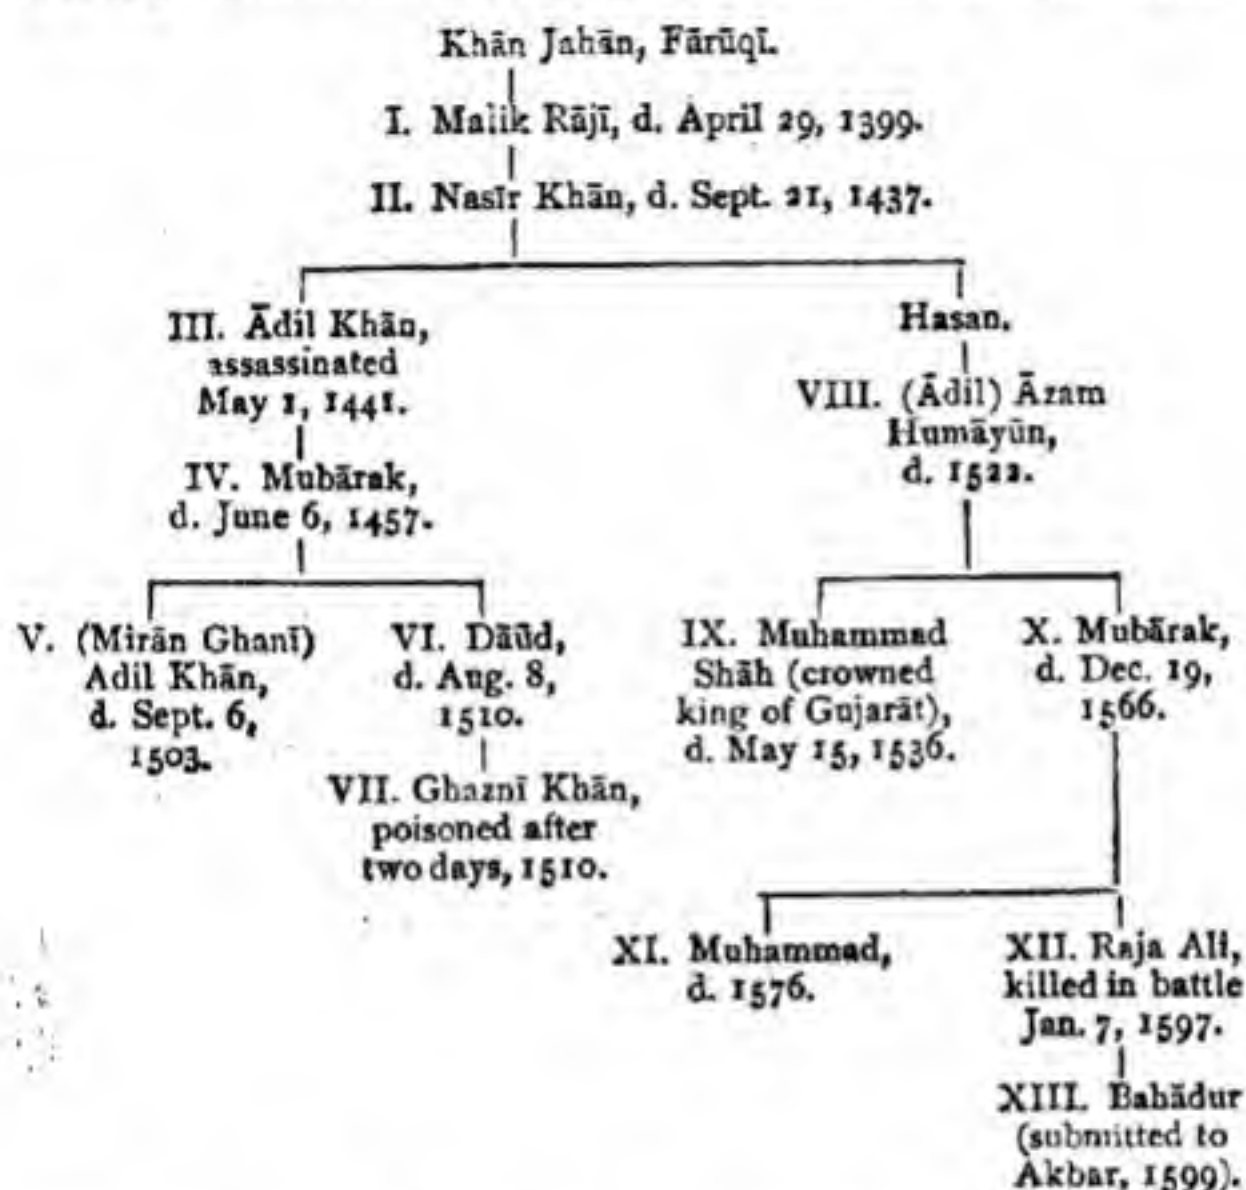 Khān Jahān, Fārūqī.
I. Malik Rājī, d. April 29, 1399.
II. Nasīr Khān, d. Sept. 21, 1437.
III. Ādil Khān,
assassinated
May 1, 1441.
Hasan.
VIII. (Ādil) Āzam
Humāyūn,
d. 1522.
IV. Mubārak,
d. June 6, 1457.
V. (Mirān Ghanī)
Adil Khān,
d. Sept. 6,
1503.
VI. Dāūd,
d. Aug. 8,
1510.
VII. Ghaznī Khān,
poisoned after
two days, 1510.
IX. Muhammad
Shāh (crowned
king of Gujarāt),
d. May 15, 1536.
X. Mubārak,
d. Dec. 19,
1566.
XI. Muhammad,
d. 1576.
XII. Raja Ali,
killed in battle
Jan. 7, 1597.
XIII. Bahādur
(submitted to
Akbar, 1599).